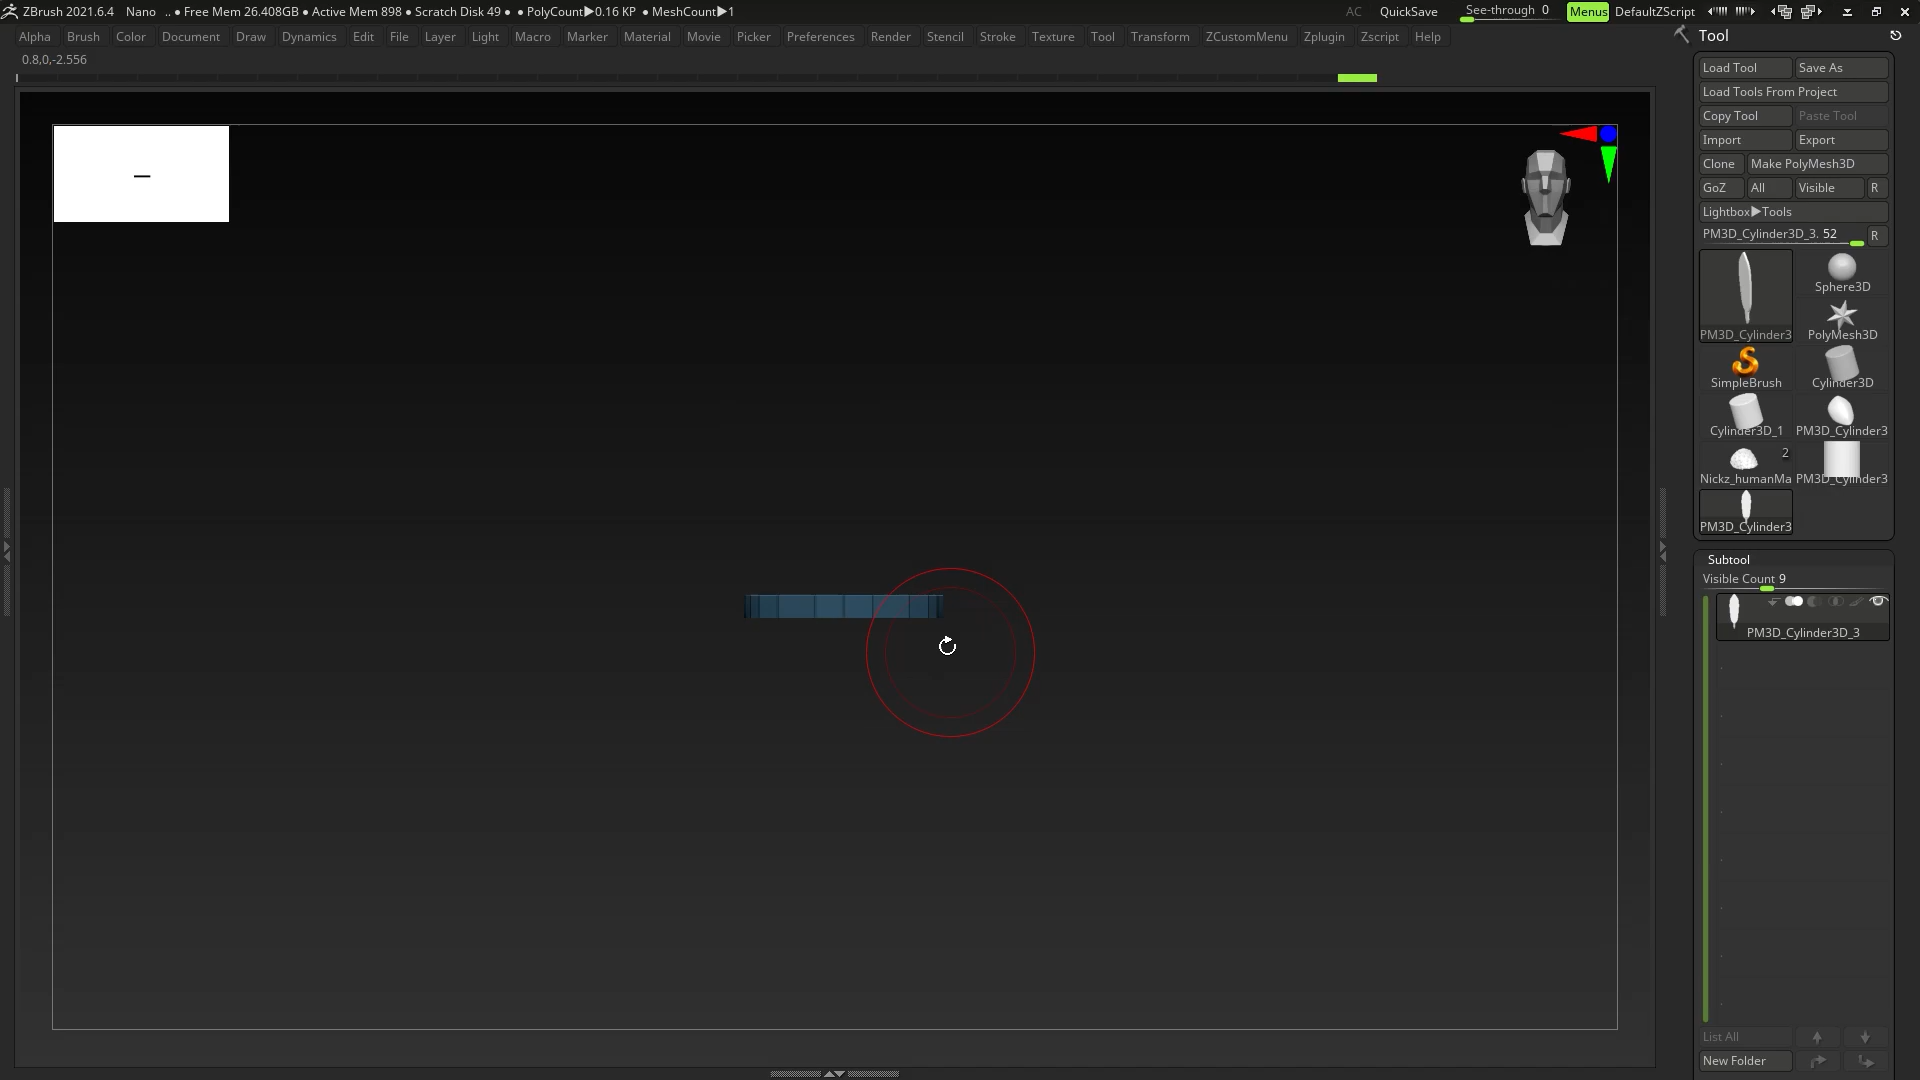 ZBrush 2021.6.4 Nano .. ● Free Mem 26.408GB ● Active Mem 898 ● Scratch Disk 49 ● ● PolyCount▶0.16 KP ● MeshCount▶1 AC QuickSave See-through 0 Menus DefaultZScript
Alpha Brush Color Document Draw Dynamics Edit File Layer Light Macro Marker Material Movie Picker Preferences Render Stencil Stroke Texture Tool Transform ZCustomMenu Zplugin Zscript Help
0.8,0,-2.556
Tool
Load Tool Save As
Load Tools From Project
Copy Tool Paste Tool
Import Export
Clone Make PolyMesh3D
GoZ All Visible R
Lightbox▶Tools
PM3D_Cylinder3D_3. 52 R
Sphere3D
PM3D_Cylinder3 PolyMesh3D
SimpleBrush Cylinder3D
Cylinder3D_1 PM3D_Cylinder3
2
Nickz_humanMa PM3D_Cylinder3
PM3D_Cylinder3
Subtool
Visible Count 9
PM3D_Cylinder3D_3
List All
New Folder